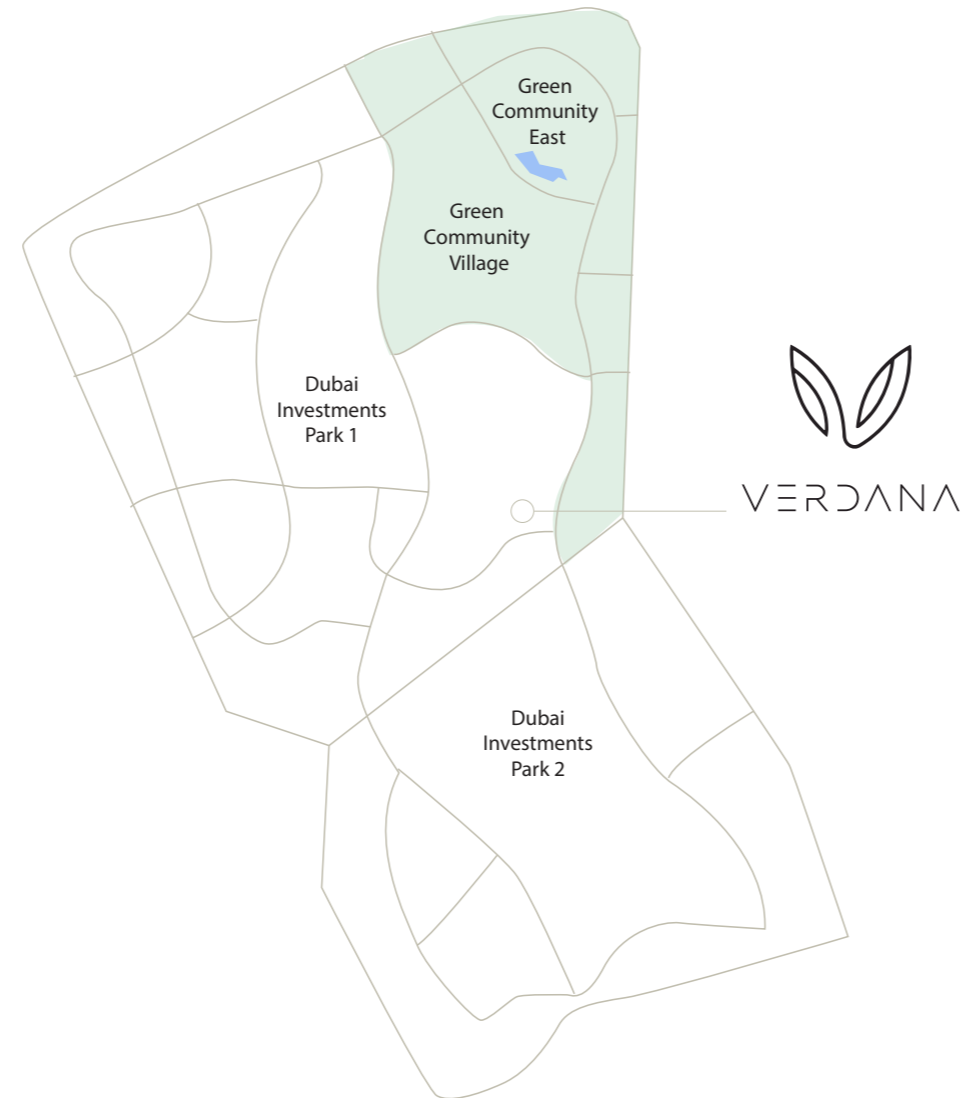 Green
Community
East
Green
Community
Village
Dubai
Investments
Park 1
VERDANA
Dubai
Investments
Park 2